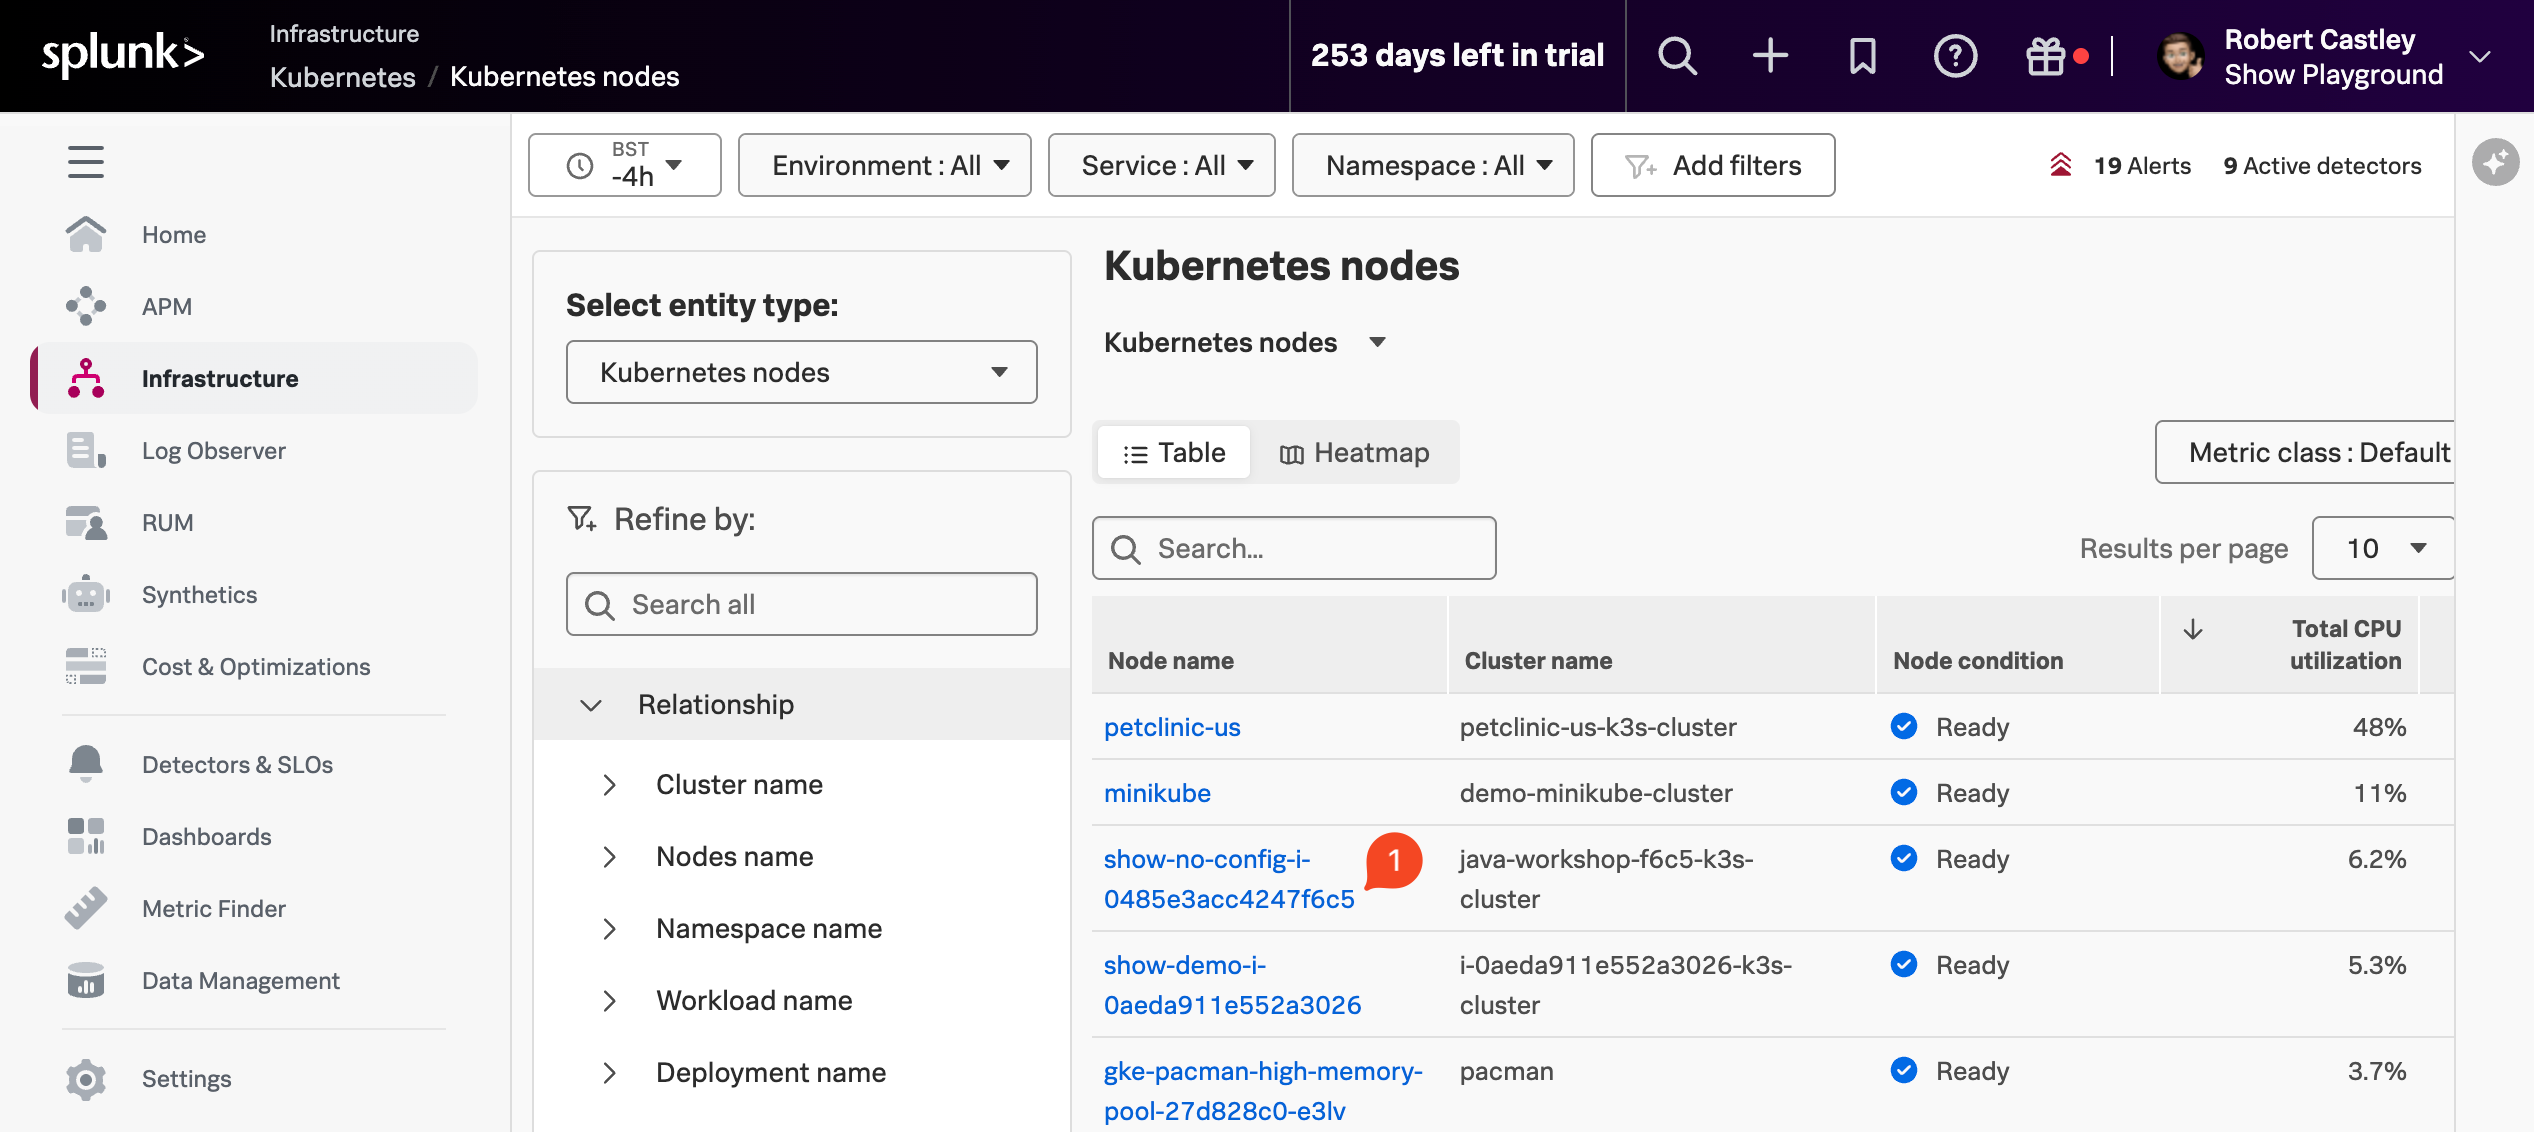 splunk>
Infrastructure
Kubernetes / Kubernetes nodes
253 days left in trial
Robert Castley
Show Playground
Home
APM
Infrastructure
Log Observer
RUM
Synthetics
Cost & Optimizations
Detectors & SLOs
Dashboards
Metric Finder
Data Management
Settings
BST
-4h
Environment : All
Service : All
Namespace : All
Add filters
19 Alerts
9 Active detectors
Select entity type:
Kubernetes nodes
Refine by:
Search all
Relationship
Cluster name
Nodes name
Namespace name
Workload name
Deployment name
Kubernetes nodes
Kubernetes nodes
Table
Heatmap
Metric class : Default
Search...
Results per page
10
Node name
Cluster name
Node condition
Total CPU
utilization
petclinic-us
petclinic-us-k3s-cluster
Ready
48%
minikube
demo-minikube-cluster
Ready
11%
show-no-config-i-
0485e3acc4247f6c5
1
java-workshop-f6c5-k3s-
cluster
Ready
6.2%
show-demo-i-
0aeda911e552a3026
i-0aeda911e552a3026-k3s-
cluster
Ready
5.3%
gke-pacman-high-memory-
pool-27d828c0-e3lv
pacman
Ready
3.7%